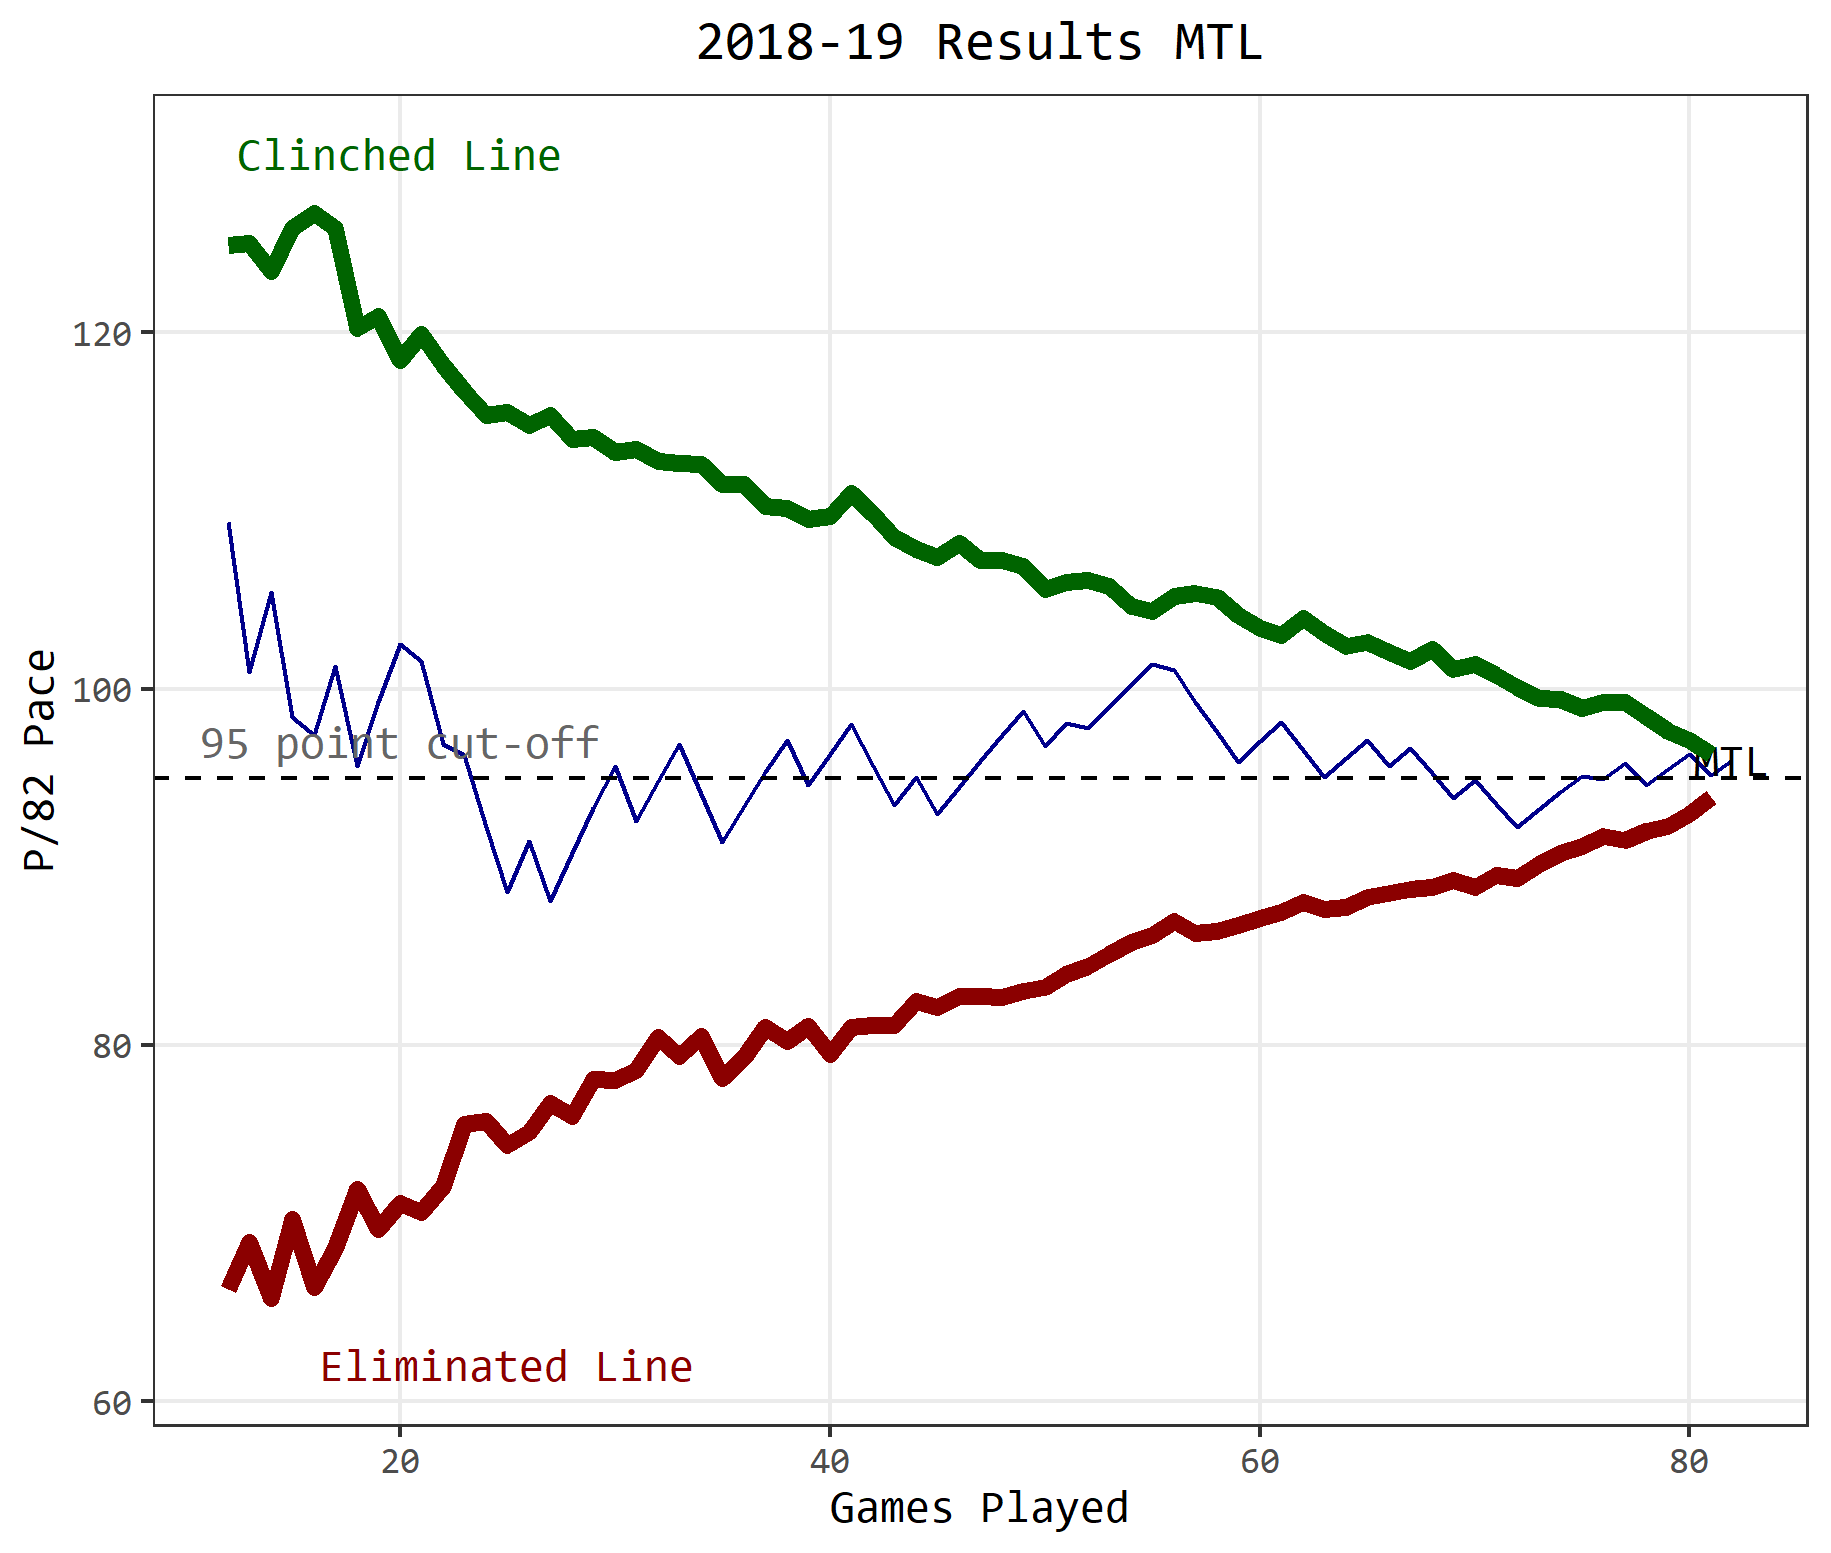 2018-19 Results MTL
Clinched Line
120
100
95 point cut-off
MTL
P/82 Pace
80
Eliminated Line
60
20 40 60 80
Games Played